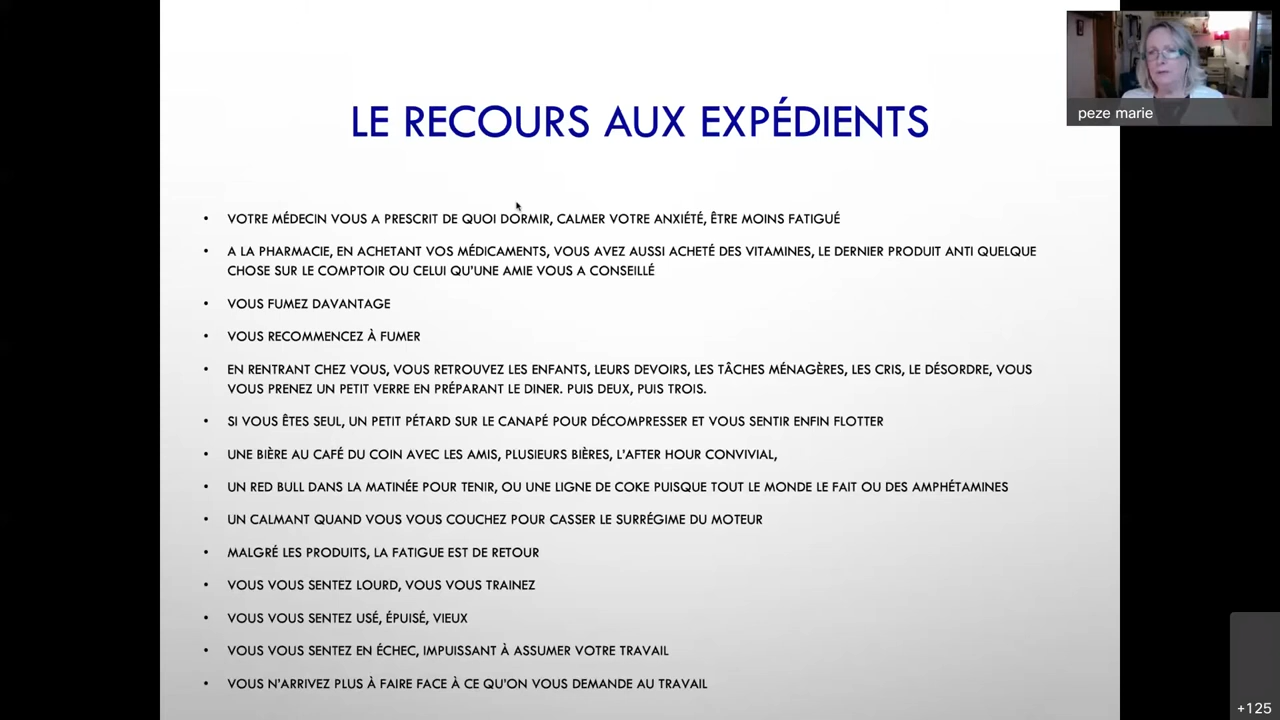 LE RECOURS AUX EXPÉDIENTS
peze marie
• VOTRE MÉDECIN VOUS A PRESCRIT DE QUOI DORMIR, CALMER VOTRE ANXIÉTÉ, ÊTRE MOINS FATIGUÉ
• A LA PHARMACIE, EN ACHETANT VOS MÉDICAMENTS, VOUS AVEZ AUSSI ACHETÉ DES VITAMINES, LE DERNIER PRODUIT ANTI QUELQUE
CHOSE SUR LE COMPTOIR OU CELUI QU'UNE AMIE VOUS A CONSEILLÉ
• VOUS FUMEZ DAVANTAGE
• VOUS RECOMMENCEZ À FUMER
• EN RENTRANT CHEZ VOUS, VOUS RETROUVEZ LES ENFANTS, LEURS DEVOIRS, LES TÂCHES MÉNAGÈRES, LES CRIS, LE DÉSORDRE, VOUS
VOUS PRENEZ UN PETIT VERRE EN PRÉPARANT LE DINER. PUIS DEUX, PUIS TROIS.
• SI VOUS ÊTES SEUL, UN PETIT PÉTARD SUR LE CANAPÉ POUR DÉCOMPRESSER ET VOUS SENTIR ENFIN FLOTTER
• UNE BIÈRE AU CAFÉ DU COIN AVEC LES AMIS, PLUSIEURS BIÈRES, L'AFTER HOUR CONVIVIAL,
• UN RED BULL DANS LA MATINÉE POUR TENIR, OU UNE LIGNE DE COKE PUISQUE TOUT LE MONDE LE FAIT OU DES AMPHÉTAMINES
• UN CALMANT QUAND VOUS VOUS COUCHEZ POUR CASSER LE SURRÉGIME DU MOTEUR
• MALGRÉ LES PRODUITS, LA FATIGUE EST DE RETOUR
• VOUS VOUS SENTEZ LOURD, VOUS VOUS TRAINEZ
• VOUS VOUS SENTEZ USÉ, ÉPUISÉ, VIEUX
• VOUS VOUS SENTEZ EN ÉCHEC, IMPUISSANT À ASSUMER VOTRE TRAVAIL
• VOUS N'ARRIVEZ PLUS À FAIRE FACE À CE QU'ON VOUS DEMANDE AU TRAVAIL
+125